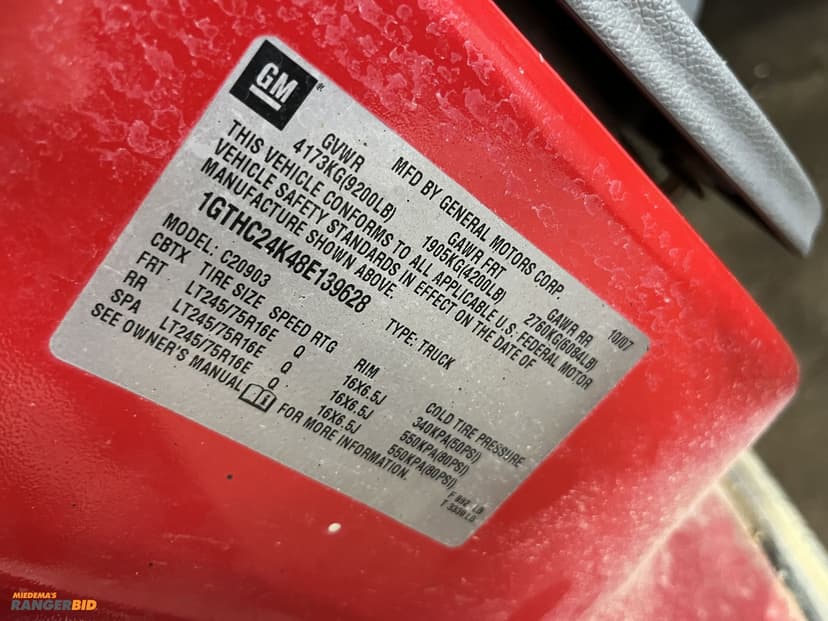 GM
MFD BY GENERAL MOTORS CORP. 10/07
GVWR GAWR FRT GAWR RR
4173KG(9200LB) 1905KG(4200LB) 2760KG(6084LB)
THIS VEHICLE CONFORMS TO ALL APPLICABLE U.S. FEDERAL MOTOR
VEHICLE SAFETY STANDARDS IN EFFECT ON THE DATE OF
MANUFACTURE SHOWN ABOVE.
1GTHC24K48E139628 TYPE: TRUCK
MODEL: C20903
CBTX TIRE SIZE SPEED RTG RIM COLD TIRE PRESSURE
FRT LT245/75R16E Q 16X6.5J 340KPA(50PSI)
RR LT245/75R16E Q 16X6.5J 550KPA(80PSI)
SPA LT245/75R16E Q 16X6.5J 550KPA(80PSI)
SEE OWNER'S MANUAL FOR MORE INFORMATION.
MIEDEMA'S
RANGERBID